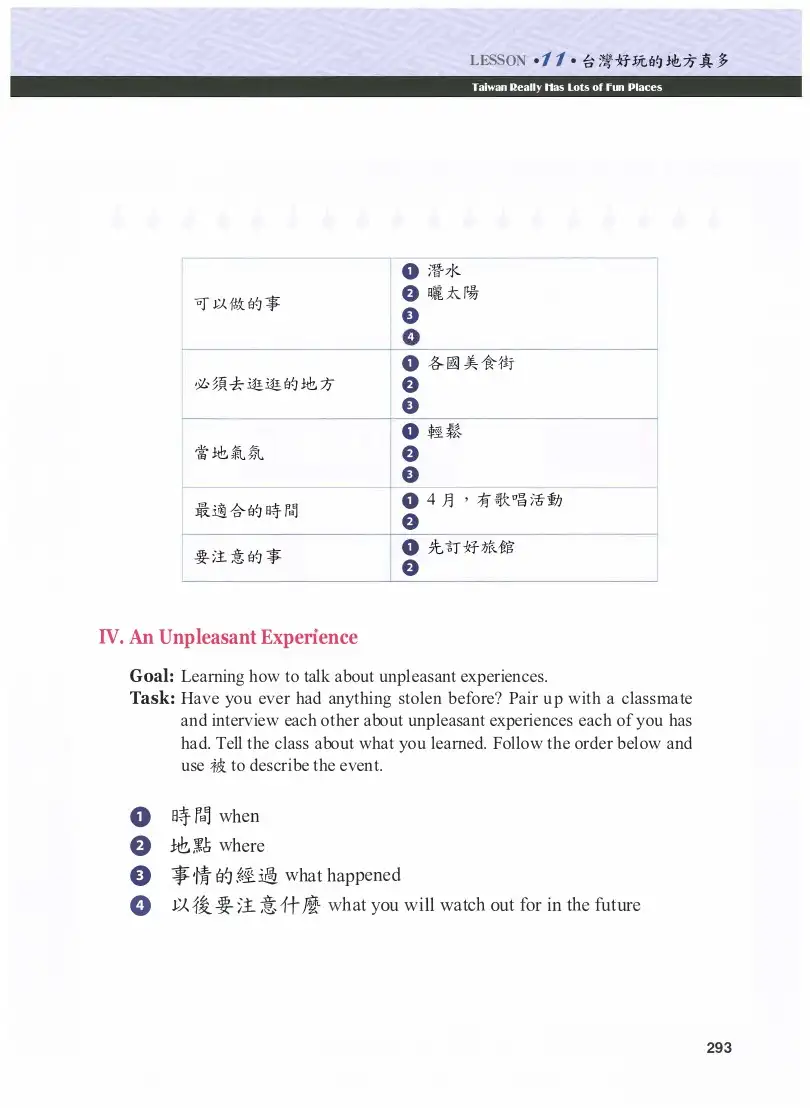 LESSON •11• 台灣好玩的地方真多
Taiwan Really Has Lots of Fun Places
可以做的事
1 潛水
2 曬太陽
3
4
必須去逛逛的地方
1 各國美食街
2
3
當地氣氛
1 輕鬆
2
3
最適合的時間
1 4 月，有歌唱活動
2
要注意的事
1 先訂好旅館
2
IV. An Unpleasant Experience
Goal: Learning how to talk about unpleasant experiences.
Task: Have you ever had anything stolen before? Pair up with a classmate
and interview each other about unpleasant experiences each of you has
had. Tell the class about what you learned. Follow the order below and
use 被 to describe the event.
1 時間 when
2 地點 where
3 事情的經過 what happened
4 以後要注意什麼 what you will watch out for in the future
293